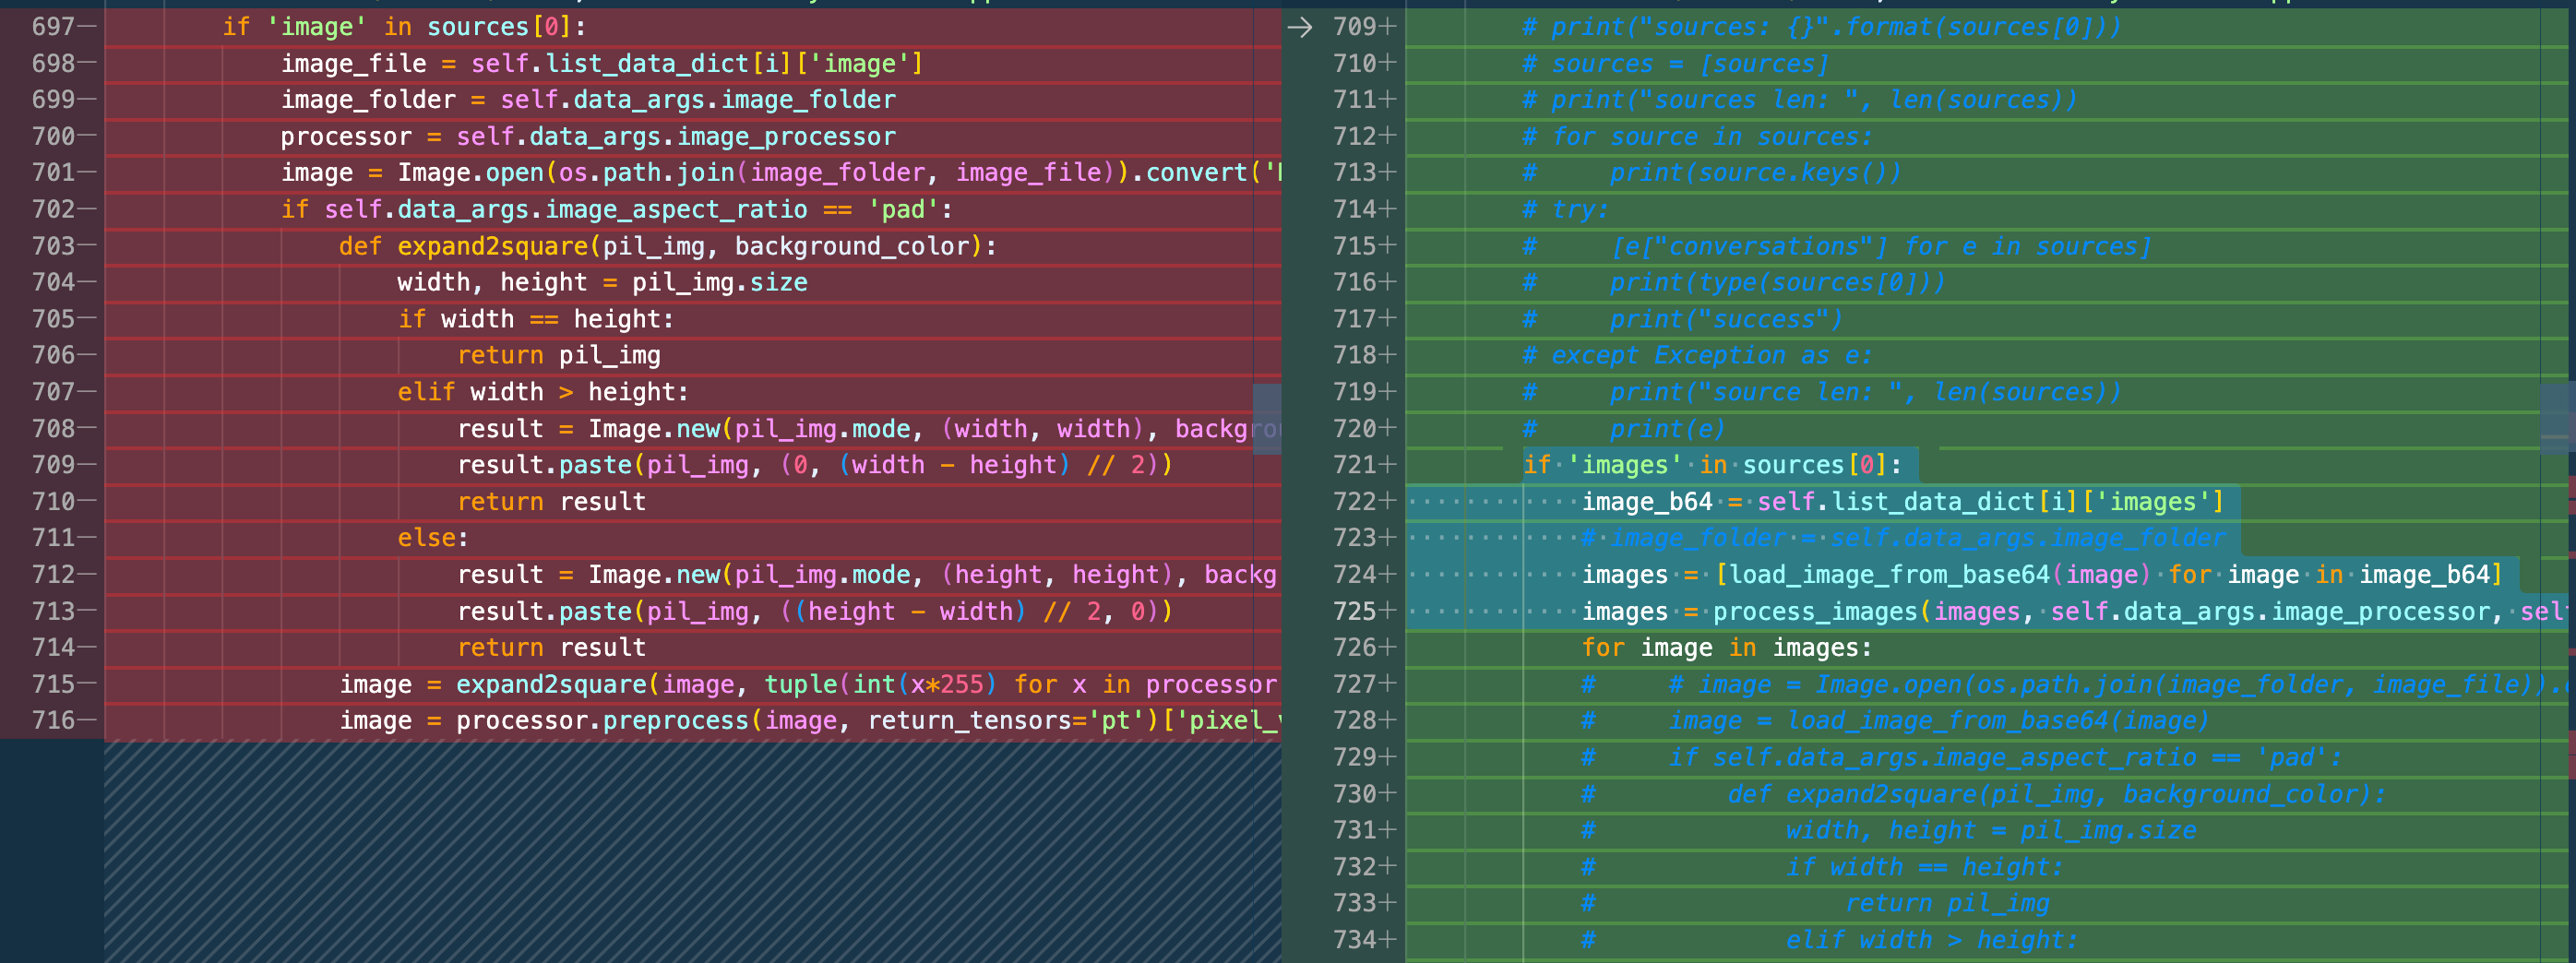 697— if 'image' in sources[0]:
698— image_file = self.list_data_dict[i]['image']
699— image_folder = self.data_args.image_folder
700— processor = self.data_args.image_processor
701— image = Image.open(os.path.join(image_folder, image_file)).convert('
702— if self.data_args.image_aspect_ratio == 'pad':
703— def expand2square(pil_img, background_color):
704— width, height = pil_img.size
705— if width == height:
706— return pil_img
707— elif width > height:
708— result = Image.new(pil_img.mode, (width, width), backgro
709— result.paste(pil_img, (0, (width - height) // 2))
710— return result
711— else:
712— result = Image.new(pil_img.mode, (height, height), backg
713— result.paste(pil_img, ((height - width) // 2, 0))
714— return result
715— image = expand2square(image, tuple(int(x*255) for x in processor
716— image = processor.preprocess(image, return_tensors='pt')['pixel_
→ 709+ # print("sources: {}".format(sources[0]))
710+ # sources = [sources]
711+ # print("sources len: ", len(sources))
712+ # for source in sources:
713+ #     print(source.keys())
714+ # try:
715+ #     [e["conversations"] for e in sources]
716+ #     print(type(sources[0]))
717+ #     print("success")
718+ # except Exception as e:
719+ #     print("source len: ", len(sources))
720+ #     print(e)
721+ if 'images' in sources[0]:
722+ image_b64 = self.list_data_dict[i]['images']
723+ # image_folder = self.data_args.image_folder
724+ images = [load_image_from_base64(image) for image in image_b64]
725+ images = process_images(images, self.data_args.image_processor, sel
726+ for image in images:
727+ #     # image = Image.open(os.path.join(image_folder, image_file)).
728+ #     image = load_image_from_base64(image)
729+ #     if self.data_args.image_aspect_ratio == 'pad':
730+ #         def expand2square(pil_img, background_color):
731+ #             width, height = pil_img.size
732+ #             if width == height:
733+ #                 return pil_img
734+ #             elif width > height: